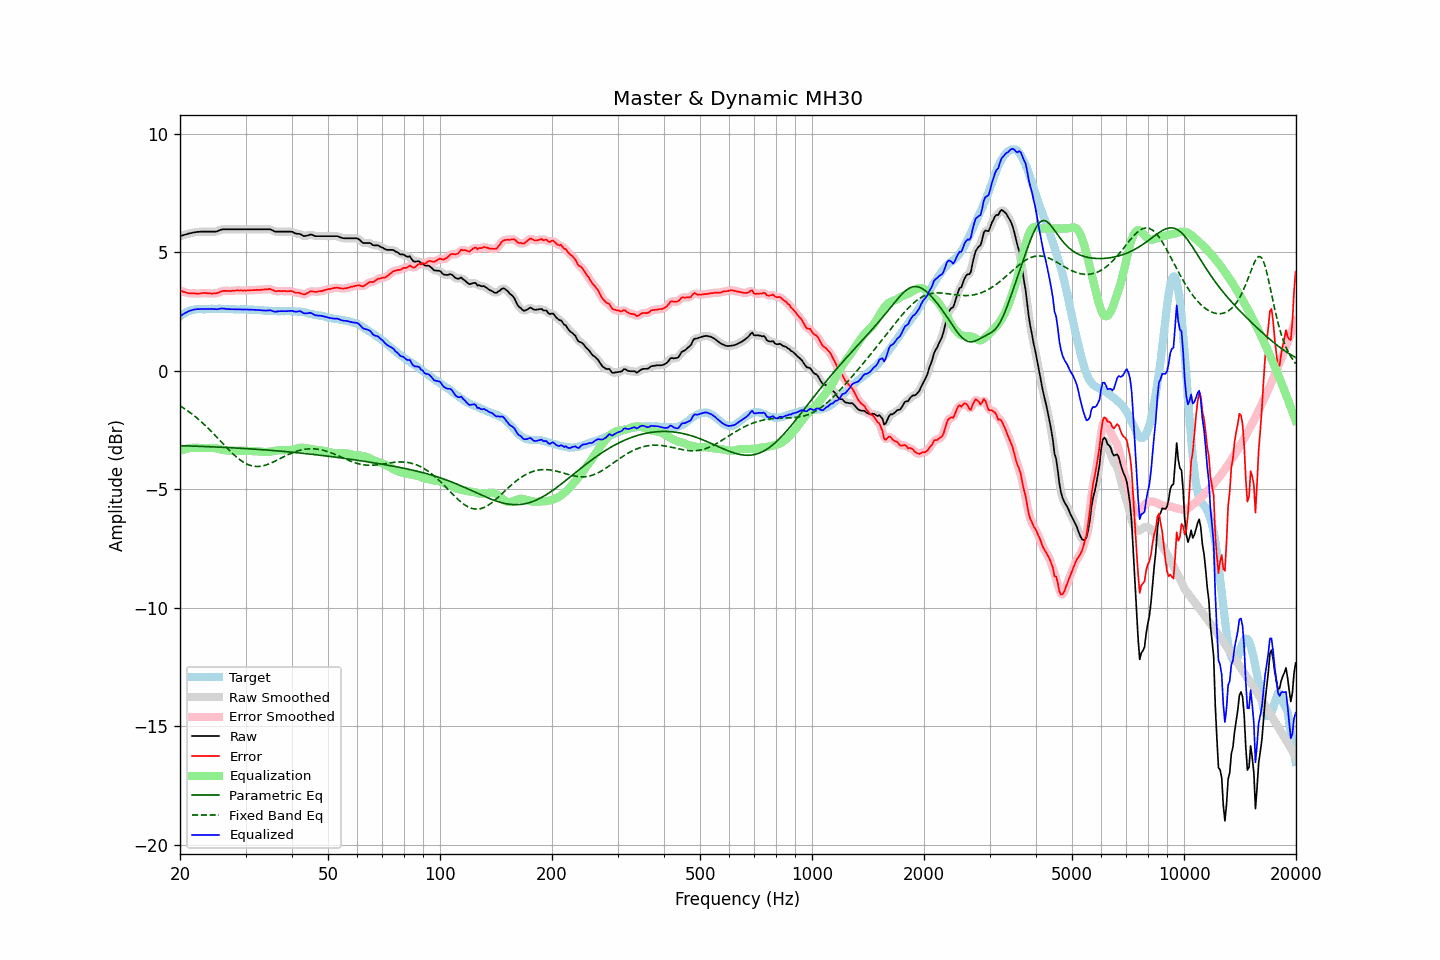 Master & Dynamic MH30
Amplitude (dBr)
10
5
0
−5
−10
−15
−20
Target
Raw Smoothed
Error Smoothed
Raw
Error
Equalization
Parametric Eq
Fixed Band Eq
Equalized
20 50 100 200 500 1000 2000 5000 10000 20000
Frequency (Hz)